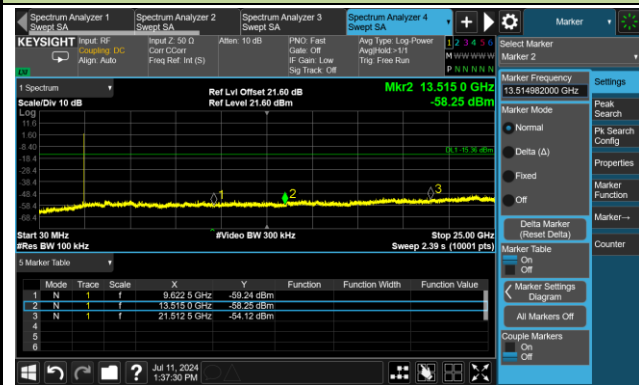 Spectrum Analyzer 1
Swept SA
Spectrum Analyzer 2
Swept SA
Spectrum Analyzer 3
Swept SA
Spectrum Analyzer 4
Swept SA
Marker
KEYSIGHT
Input: RF
Coupling: DC
Align: Auto
Input Z: 50 Ω
Corr CCorr
Freq Ref: Int (S)
Atten: 10 dB
PNO: Fast
Gate: Off
IF Gain: Low
Sig Track: Off
Avg Type: Log-Power
Avg|Hold:>1/1
Trig: Free Run
1 2 3 4 5 6
M W W W W W
P N N N N N
LVI
Select Marker
Marker 2
Marker Frequency
13.514982000 GHz
Marker Mode
Normal
Delta (Δ)
Fixed
Off
Delta Marker
(Reset Delta)
Marker Table
On
Off
Marker Settings
Diagram
All Markers Off
Couple Markers
On
Off
Settings
Peak
Search
Pk Search
Config
Properties
Marker
Function
Marker→
Counter
1 Spectrum
Scale/Div 10 dB
Log
Ref Lvl Offset 21.60 dB
Ref Level 21.60 dBm
Mkr2 13.515 0 GHz
-58.25 dBm
11.6
1.60
-8.40
-18.4
-28.4
-38.4
-48.4
-58.4
-68.4
DL1 -15.36 dBm
1
2
3
Start 30 MHz
#Res BW 100 kHz
#Video BW 300 kHz
Stop 25.00 GHz
Sweep 2.39 s (10001 pts)
5 Marker Table
Mode Trace Scale X Y Function Function Width Function Value
1 N 1 f 9.622 5 GHz -59.24 dBm
2 N 1 f 13.515 0 GHz -58.25 dBm
3 N 1 f 21.512 5 GHz -54.12 dBm
4
5
6
Jul 11, 2024
1:37:30 PM